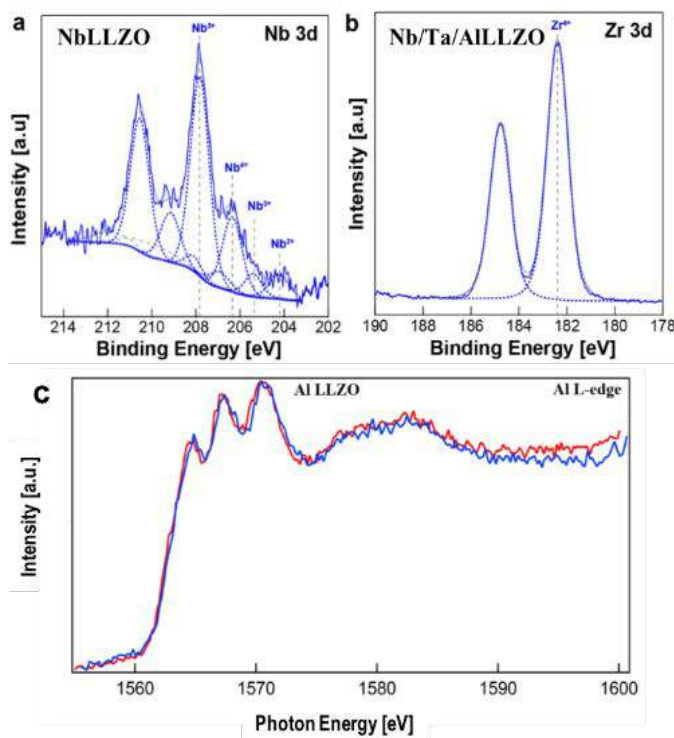 a
NbLLZO
Nb 3d
Nb⁵⁺
Nb⁴⁺
Nb³⁺
Nb²⁺
Intensity [a.u]
214 212 210 208 206 204 202
Binding Energy [eV]
b
Nb/Ta/AlLLZO
Zr⁴⁺
Zr 3d
Intensity [a.u]
190 188 186 184 182 180 178
Binding Energy [eV]
c
Al LLZO
Al L-edge
Intensity [a.u.]
1560 1570 1580 1590 1600
Photon Energy [eV]